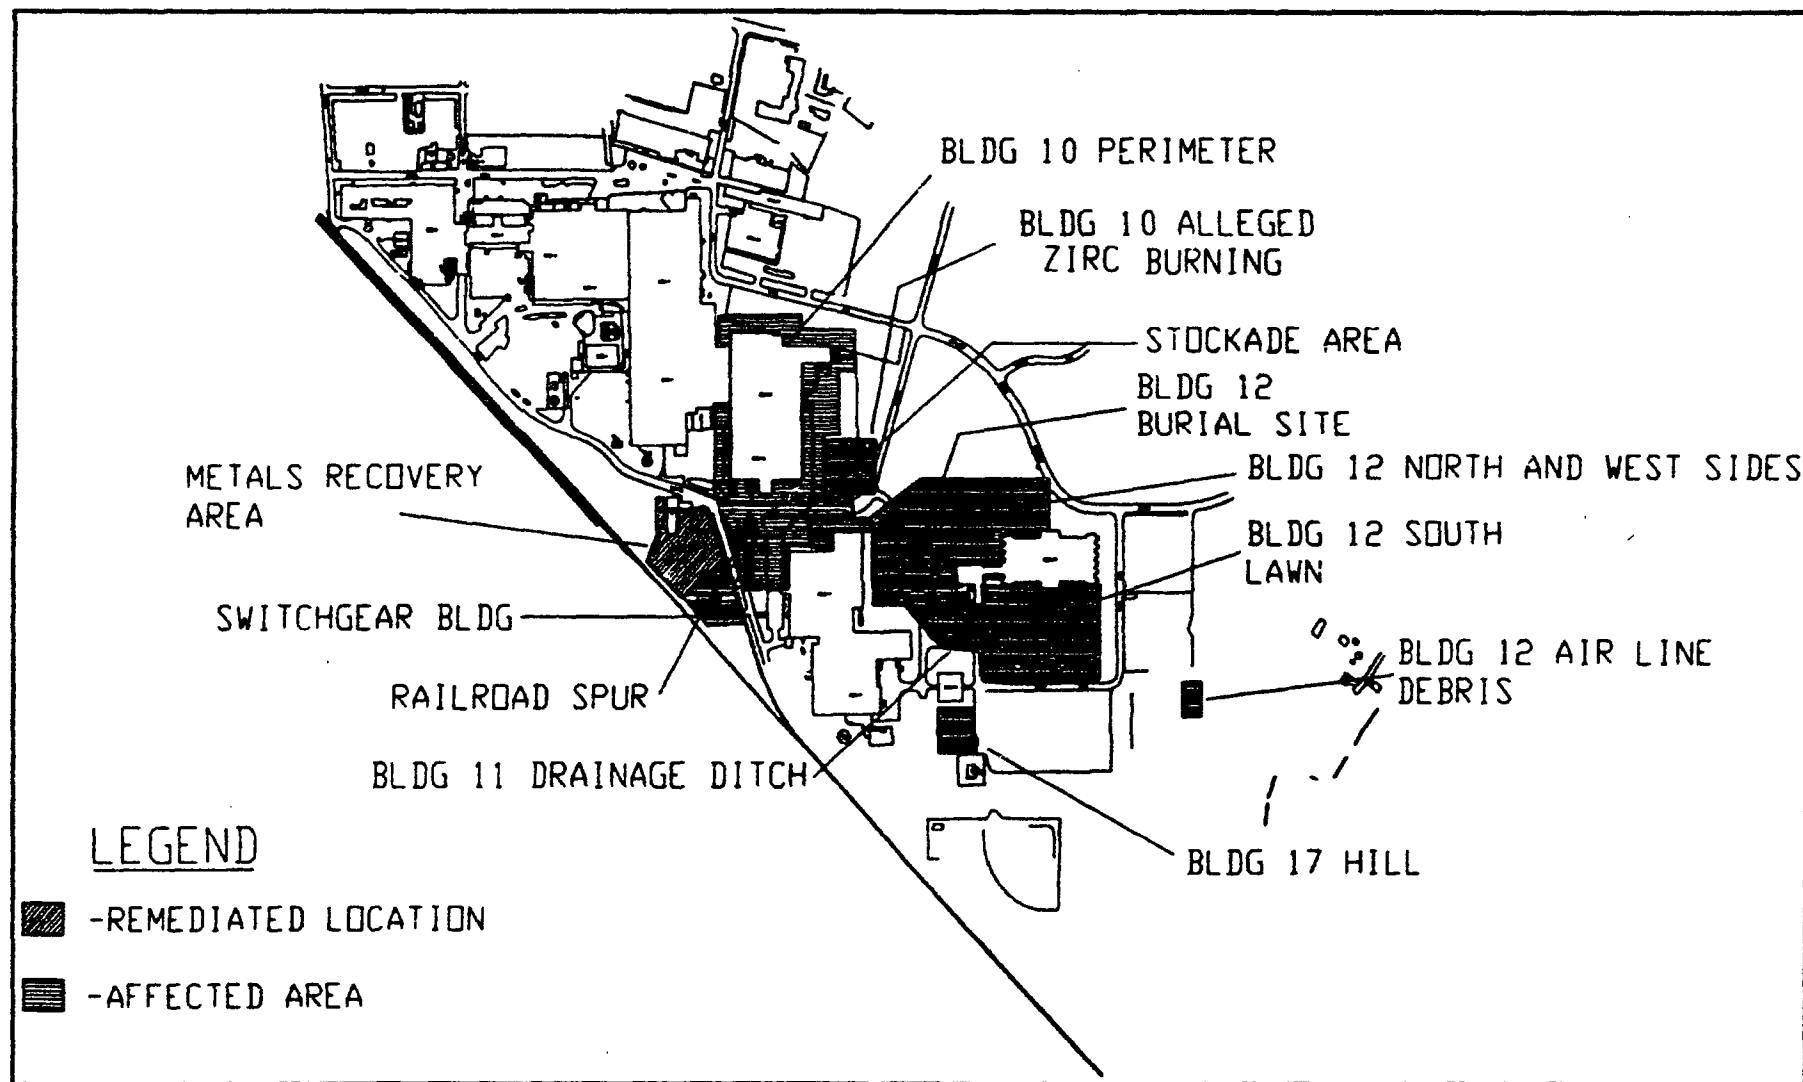 BLDG 10 PERIMETER
BLDG 10 ALLEGED
ZIRC BURNING
STOCKADE AREA
BLDG 12
BURIAL SITE
BLDG 12 NORTH AND WEST SIDES
METALS RECOVERY
AREA
BLDG 12 SOUTH
LAWN
SWITCHGEAR BLDG
BLDG 12 AIR LINE
DEBRIS
RAILROAD SPUR
BLDG 11 DRAINAGE DITCH
BLDG 17 HILL
LEGEND
-REMEDIATED LOCATION
-AFFECTED AREA